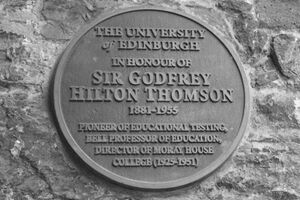 THE UNIVERSITY
of EDINBURGH
IN HONOUR OF
SIR GODFREY
HILTON THOMSON
1881-1955
PIONEER OF EDUCATIONAL TESTING,
BELL PROFESSOR OF EDUCATION,
DIRECTOR OF MORAY HOUSE
COLLEGE (1925-1951)